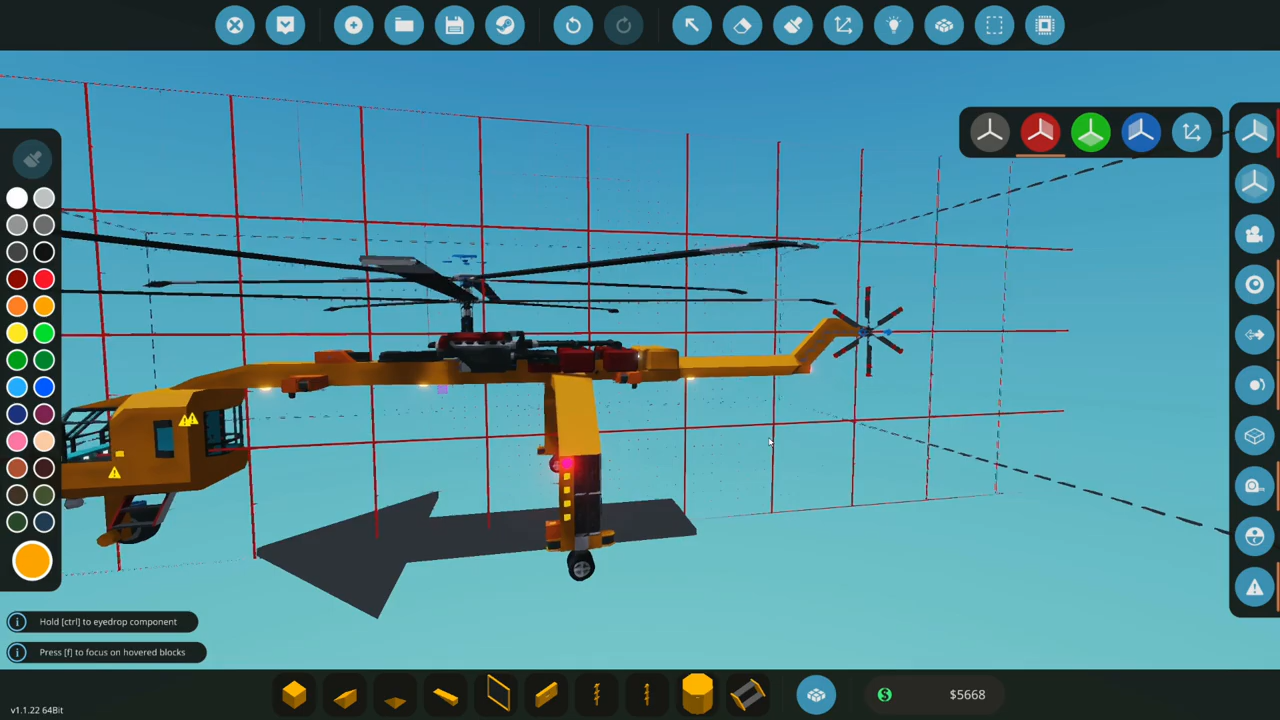 Hold [ctrl] to eyedrop component
Press [f] to focus on hovered blocks
$ $5668
v1.1.22 64Bit